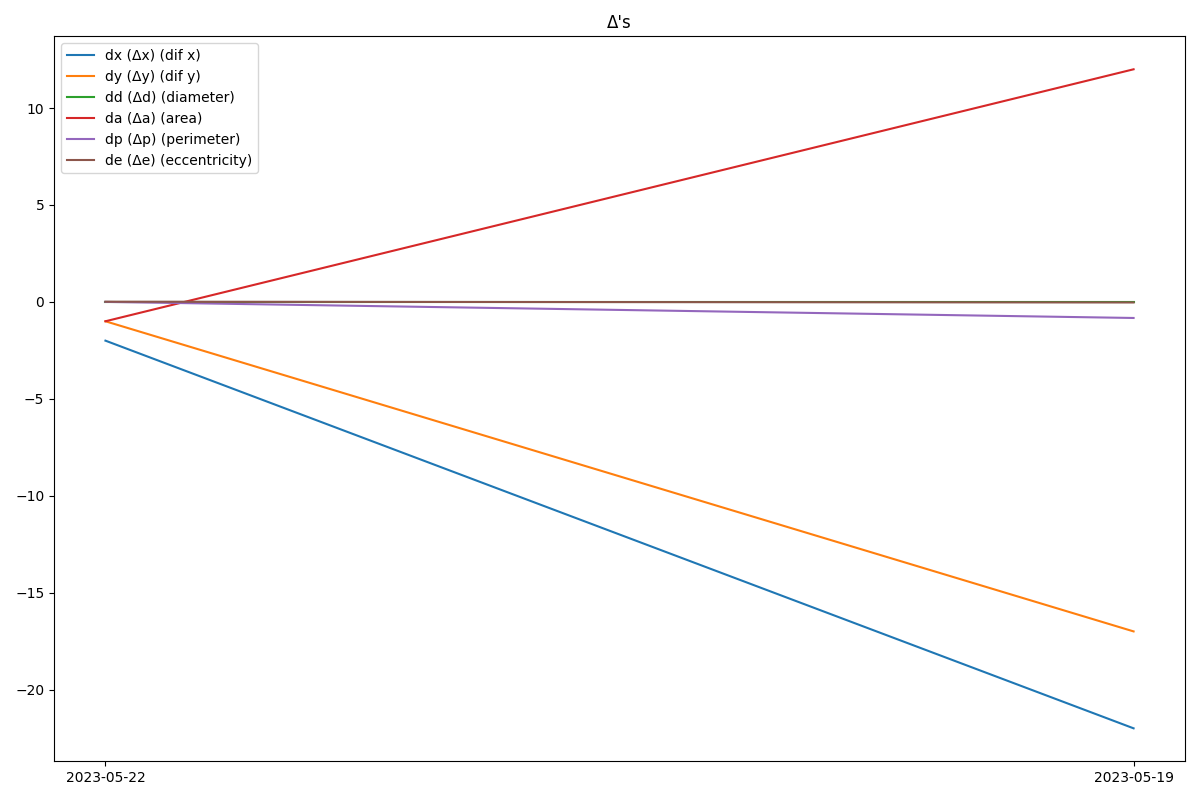 Δ's
dx (Δx) (dif x)
dy (Δy) (dif y)
dd (Δd) (diameter)
da (Δa) (area)
dp (Δp) (perimeter)
de (Δe) (eccentricity)
10
5
0
−5
−10
−15
−20
2023-05-22 2023-05-19